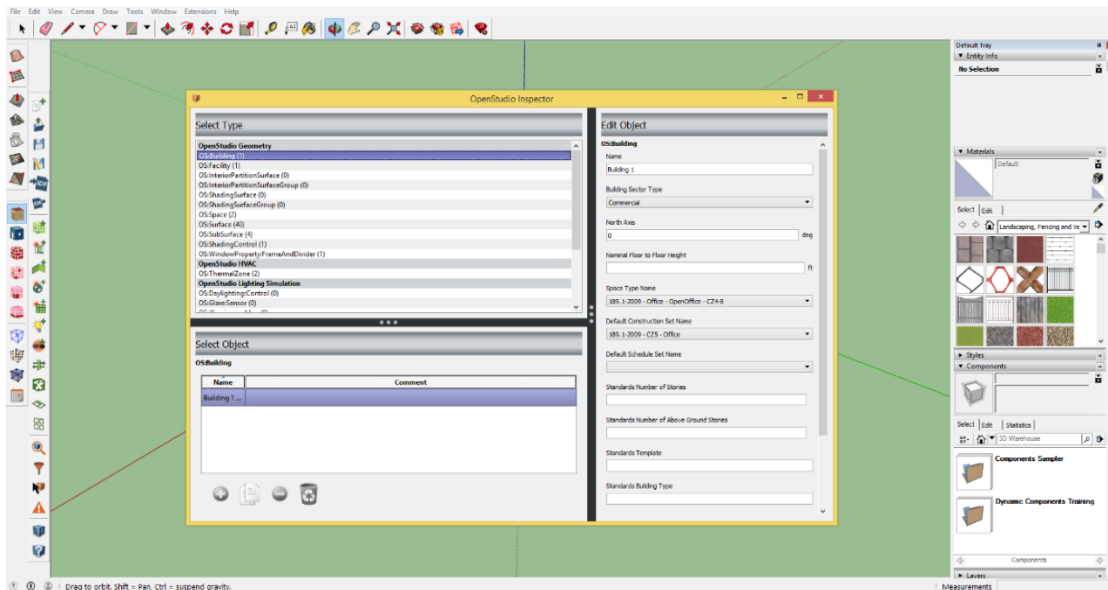 File Edit View Camera Draw Tools Window Extensions Help
Default Tray
Entity Info
No Selection
OpenStudio Inspector
Select Type
OpenStudio Geometry
OS:Building (1)
OS:Facility (1)
OS:InteriorPartitionSurface (0)
OS:InteriorPartitionSurfaceGroup (0)
OS:ShadingSurface (0)
OS:ShadingSurfaceGroup (0)
OS:Space (2)
OS:Surface (40)
OS:SubSurface (4)
OS:ShadingControl (1)
OS:WindowProperty:FrameAndDivider (1)
OpenStudio HVAC
OS:ThermalZone (2)
OpenStudio Lighting Simulation
OS:Daylighting:Control (0)
OS:Glare:Sensor (0)
Select Object
OS:Building
Name Comment
Building 1 ...
Edit Object
OS:Building
Name
Building 1
Building Sector Type
Commercial
North Axis
0 deg
Nominal Floor to Floor Height
ft
Space Type Name
189.1-2009 - Office - OpenOffice - CZ4-8
Default Construction Set Name
189.1-2009 - CZ5 - Office
Default Schedule Set Name
Standards Number of Stories
Standards Number of Above Ground Stories
Standards Template
Standards Building Type
Materials
Default
Select Edit
Landscaping, Fencing and Ve
Styles
Components
Select Edit Statistics
3D Warehouse
Components Sampler
Dynamic Components Training
Components
Layers
Drag to orbit. Shift = Pan, Ctrl = suspend gravity.
Measurements